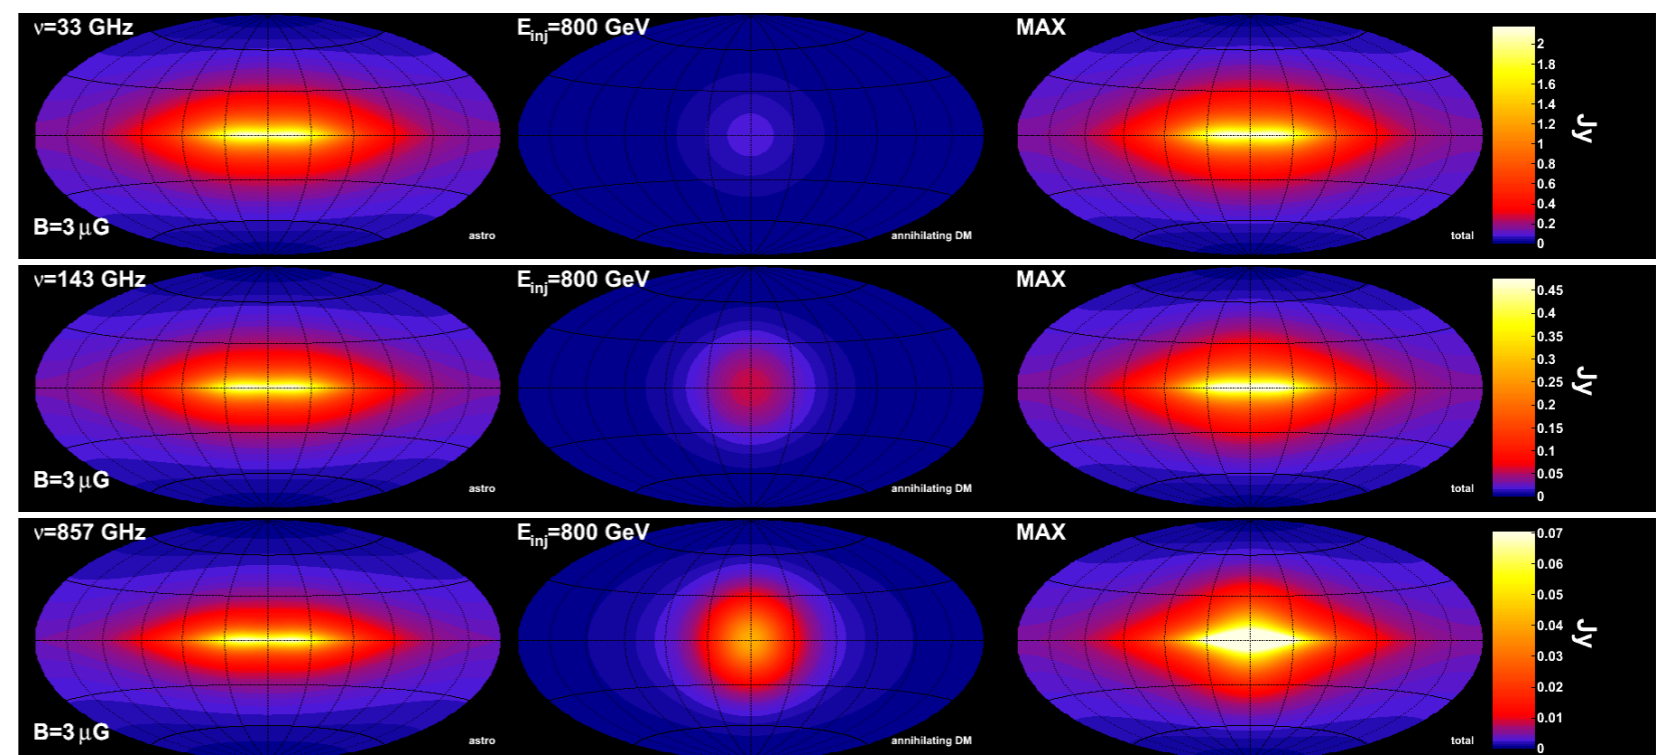 ν=33 GHz
E_inj=800 GeV
MAX
B=3 μG
astro
annihilating DM
total
2
1.8
1.6
1.4
1.2
1
0.8
0.6
0.4
0.2
0
Jy
ν=143 GHz
E_inj=800 GeV
MAX
B=3 μG
astro
annihilating DM
total
0.45
0.4
0.35
0.3
0.25
0.2
0.15
0.1
0.05
0
Jy
ν=857 GHz
E_inj=800 GeV
MAX
B=3 μG
astro
annihilating DM
total
0.07
0.06
0.05
0.04
0.03
0.02
0.01
0
Jy